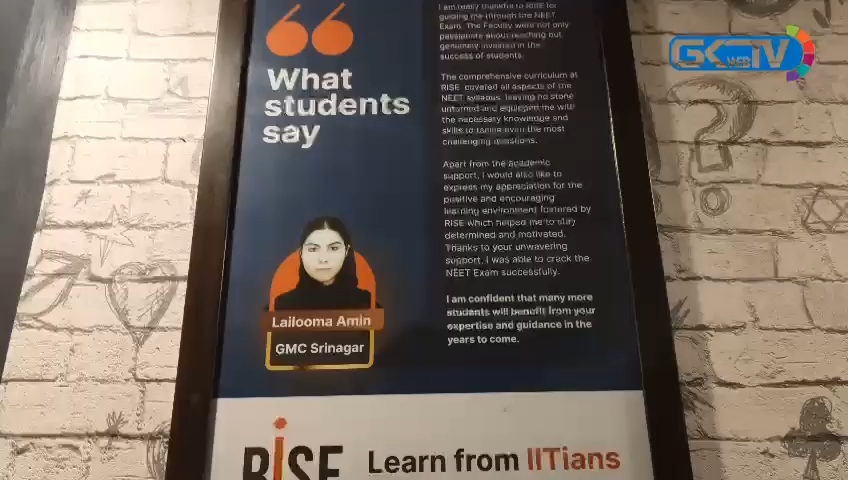 GK WEB TV
What
students
say
I am really thankful to RISE for
guiding me through the NEET
Exam. The Faculty were not only
passionate about teaching but
genuinely invested in the
success of students.
The comprehensive curriculum at
RISE covered all aspects of the
NEET syllabus, leaving no stone
unturned and equipped me with
the necessary knowledge and
skills to tackle even the most
challenging questions.
Apart from the academic
support, I would also like to
express my appreciation for the
positive and encouraging
learning environment fostered by
RISE which helped me to stay
determined and motivated.
Thanks to your unwavering
support, I was able to crack the
NEET Exam successfully.
I am confident that many more
students will benefit from your
expertise and guidance in the
years to come.
Lailooma Amin
GMC Srinagar
RISE
Learn from IITians